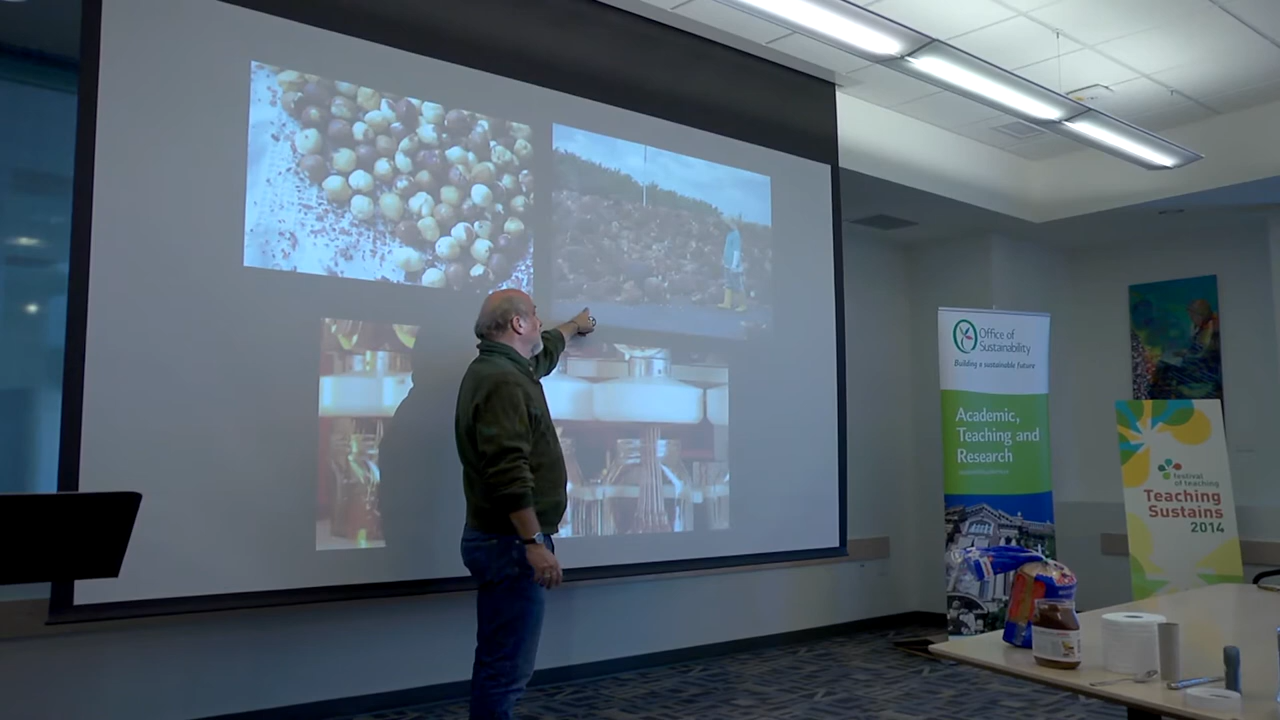 Office of
Sustainability
Building a sustainable future
Academic,
Teaching and
Research
festival
of teaching
Teaching
Sustains
2014